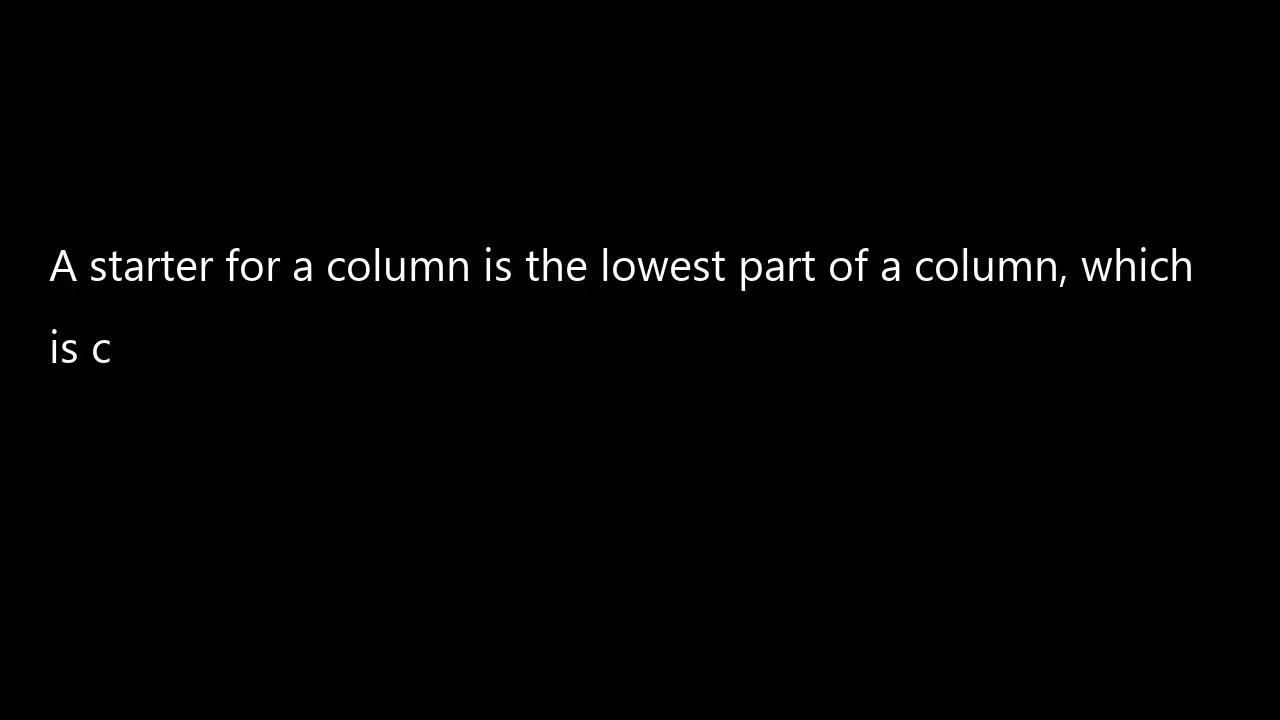 A starter for a column is the lowest part of a column, which
is c